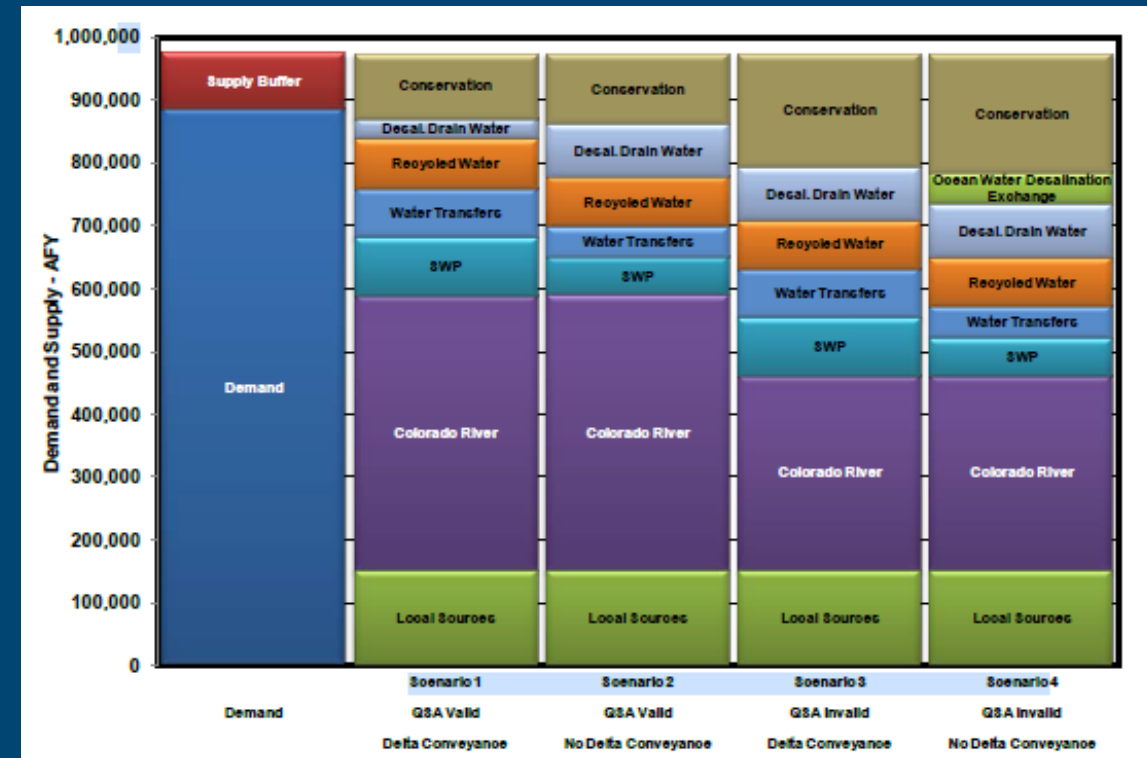 1,000,000
900,000
800,000
700,000
600,000
500,000
400,000
300,000
200,000
100,000
0
Demand and Supply - AFY
Supply Buffer
Demand
Conservation
Desal. Drain Water
Recycled Water
Water Transfers
SWP
Colorado River
Local Sources
Conservation
Desal. Drain Water
Recycled Water
Water Transfers
SWP
Colorado River
Local Sources
Conservation
Desal. Drain Water
Recycled Water
Water Transfers
SWP
Colorado River
Local Sources
Conservation
Ocean Water Desalination
Exchange
Desal. Drain Water
Recycled Water
Water Transfers
SWP
Colorado River
Local Sources
Scenario 1 Scenario 2 Scenario 3 Scenario 4
Demand QSA Valid QSA Valid QSA Invalid QSA Invalid
Delta Conveyance No Delta Conveyance Delta Conveyance No Delta Conveyance